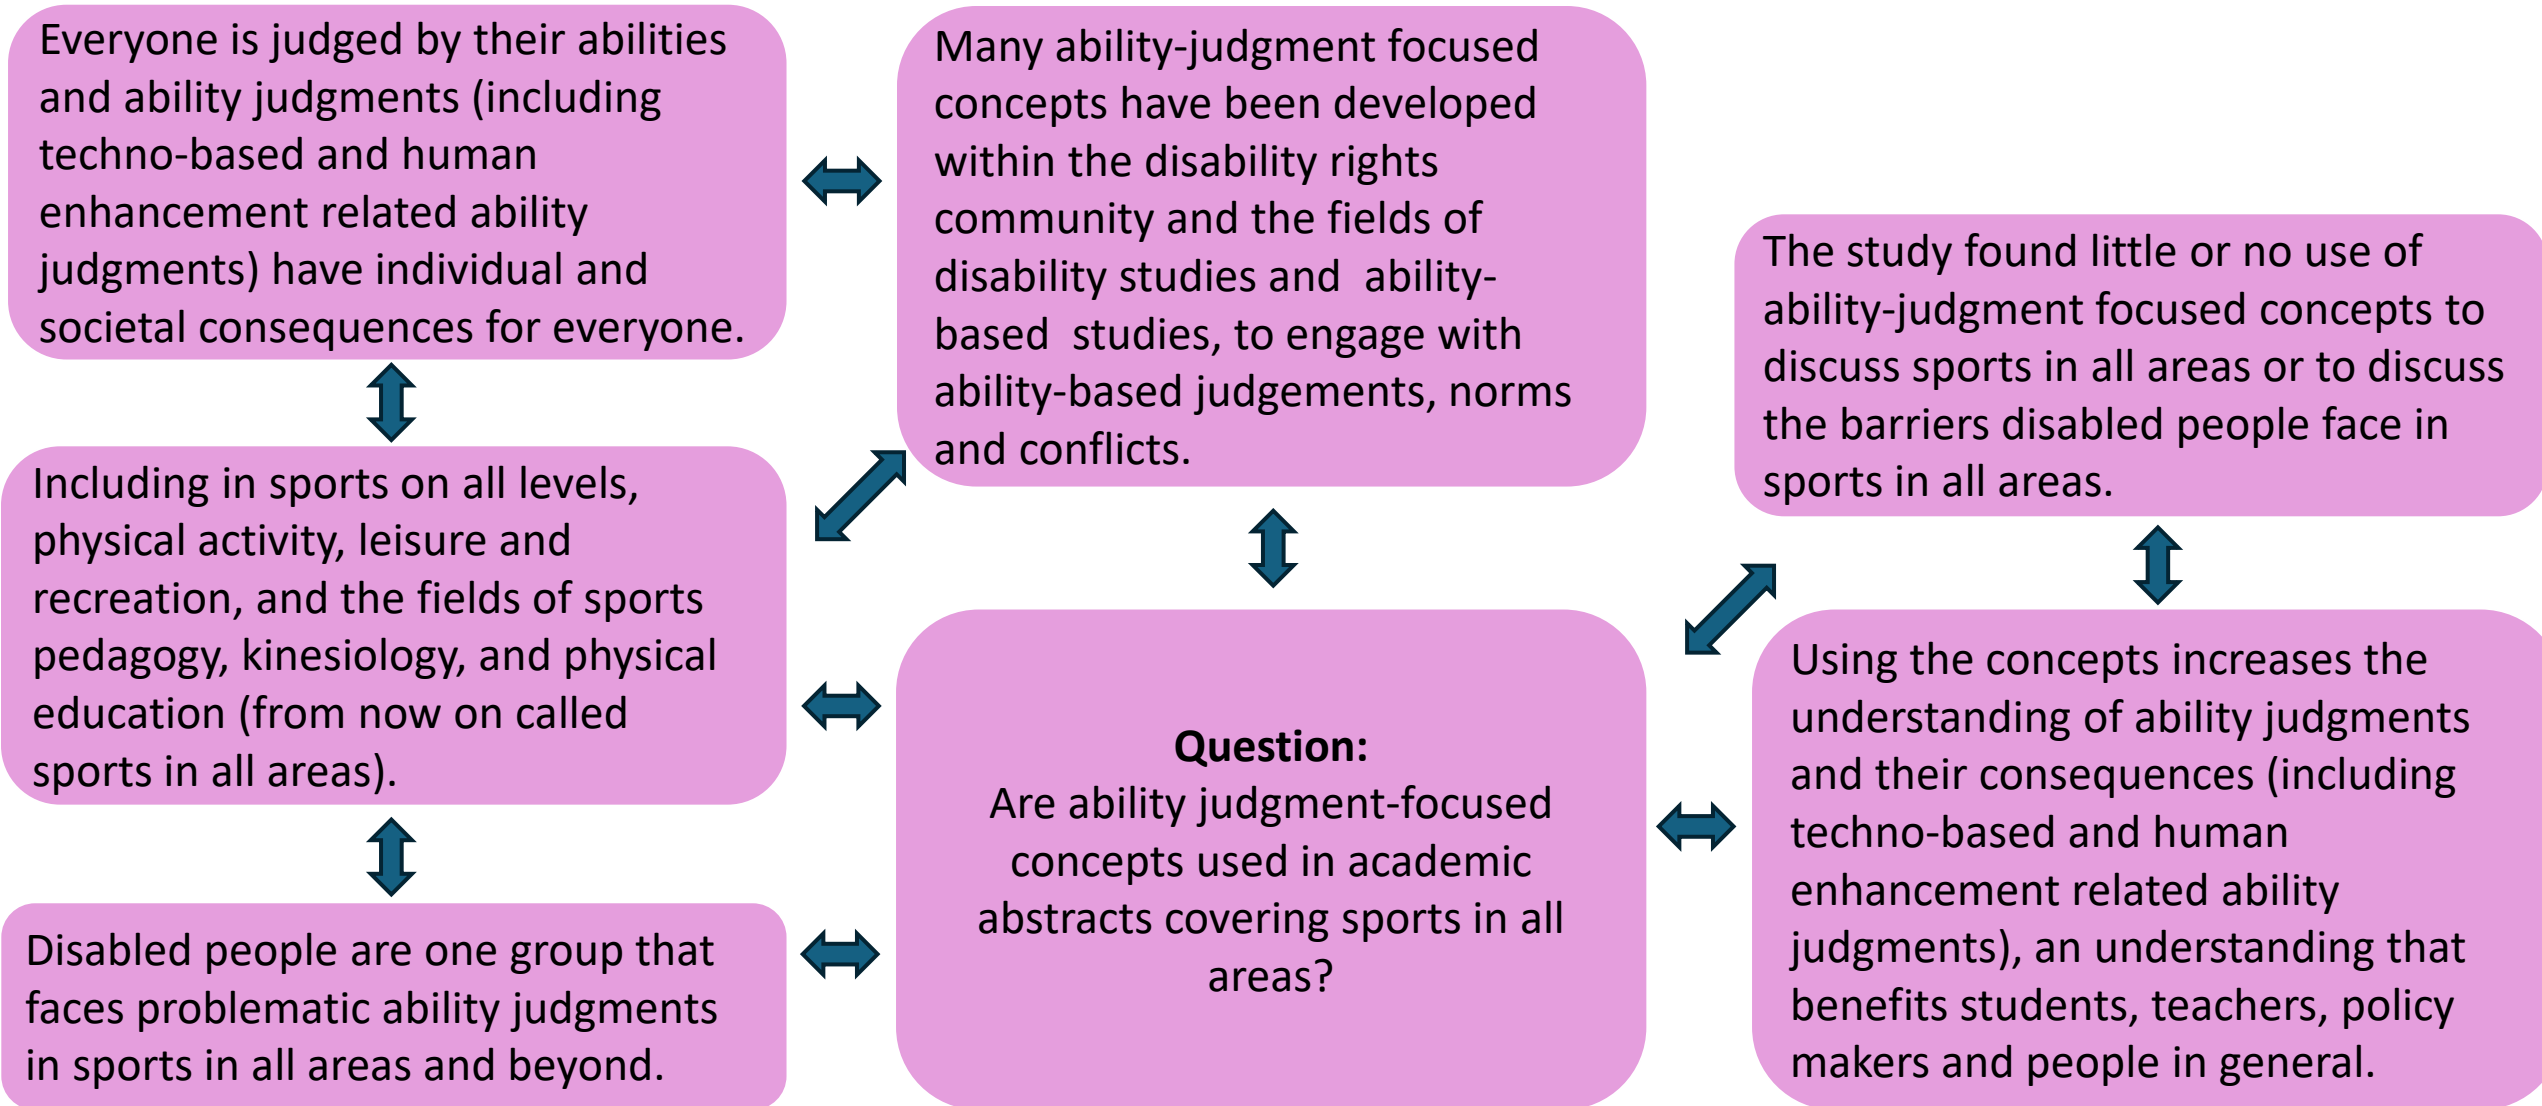 Everyone is judged by their abilities
and ability judgments (including
techno-based and human
enhancement related ability
judgments) have individual and
societal consequences for everyone.
Including in sports on all levels,
physical activity, leisure and
recreation, and the fields of sports
pedagogy, kinesiology, and physical
education (from now on called
sports in all areas).
Disabled people are one group that
faces problematic ability judgments
in sports in all areas and beyond.
Many ability-judgment focused
concepts have been developed
within the disability rights
community and the fields of
disability studies and  ability-
based  studies, to engage with
ability-based judgements, norms
and conflicts.
Question:
Are ability judgment-focused
concepts used in academic
abstracts covering sports in all
areas?
The study found little or no use of
ability-judgment focused concepts to
discuss sports in all areas or to discuss
the barriers disabled people face in
sports in all areas.
Using the concepts increases the
understanding of ability judgments
and their consequences (including
techno-based and human
enhancement related ability
judgments), an understanding that
benefits students, teachers, policy
makers and people in general.